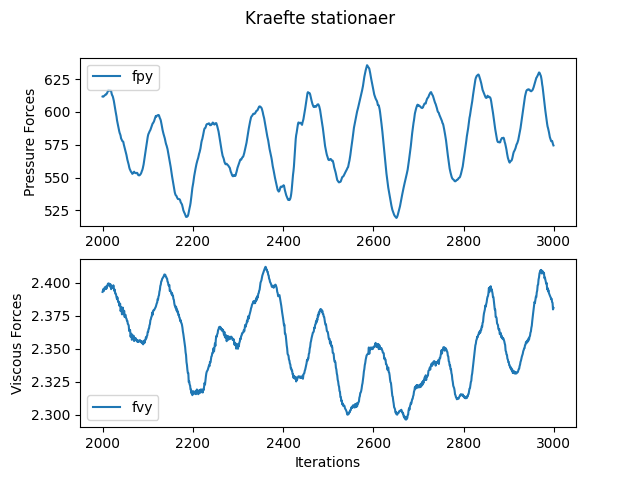 Kraefte stationaer
fpy
Pressure Forces
625
600
575
550
525
2000 2200 2400 2600 2800 3000
fvy
Viscous Forces
2.400
2.375
2.350
2.325
2.300
2000 2200 2400 2600 2800 3000
Iterations